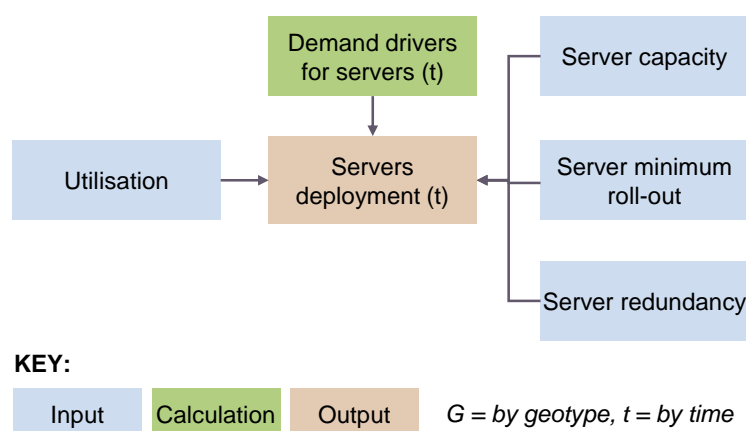 Demand drivers
for servers (t)
Server capacity
Utilisation
Servers
deployment (t)
Server minimum
roll-out
Server redundancy
KEY:
Input
Calculation
Output
G = by geotype, t = by time